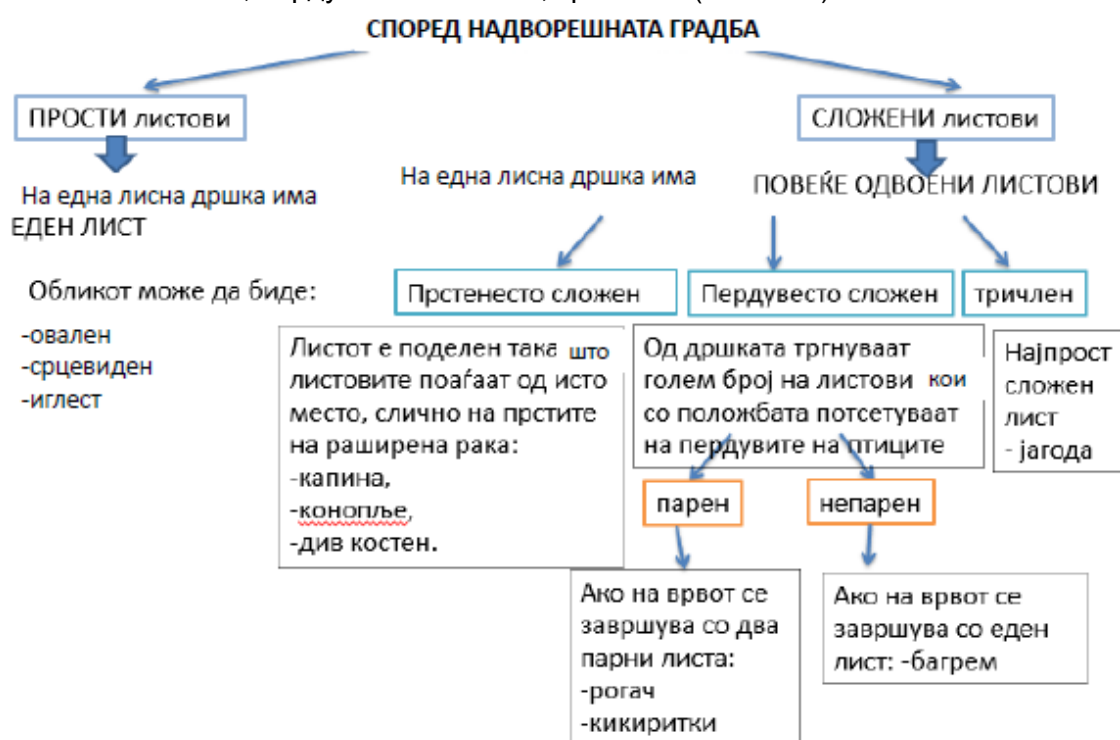 СПОРЕД НАДВОРЕШНАТА ГРАДБА
ПРОСТИ листови
На една лисна дршка има
ЕДЕН ЛИСТ
Обликот може да биде:
-овален
-срцевиден
-иглест
СЛОЖЕНИ листови
На една лисна дршка има
ПОВЕЌЕ ОДВОЕНИ ЛИСТОВИ
Прстенесто сложен
Листот е поделен така што
листовите поаѓаат од исто
место, слично на прстите
на раширена рака:
-капина,
-конопље,
-див костен.
Пердувесто сложен
Од дршката тргнуваат
голем број на листови кои
со положбата потсетуваат
на пердувите на птиците
парен
Ако на врвот се
завршува со два
парни листа:
-рогач
-кикиритки
непарен
Ако на врвот се
завршува со еден
лист: -багрем
тричлен
Најпрост
сложен
лист
- јагода